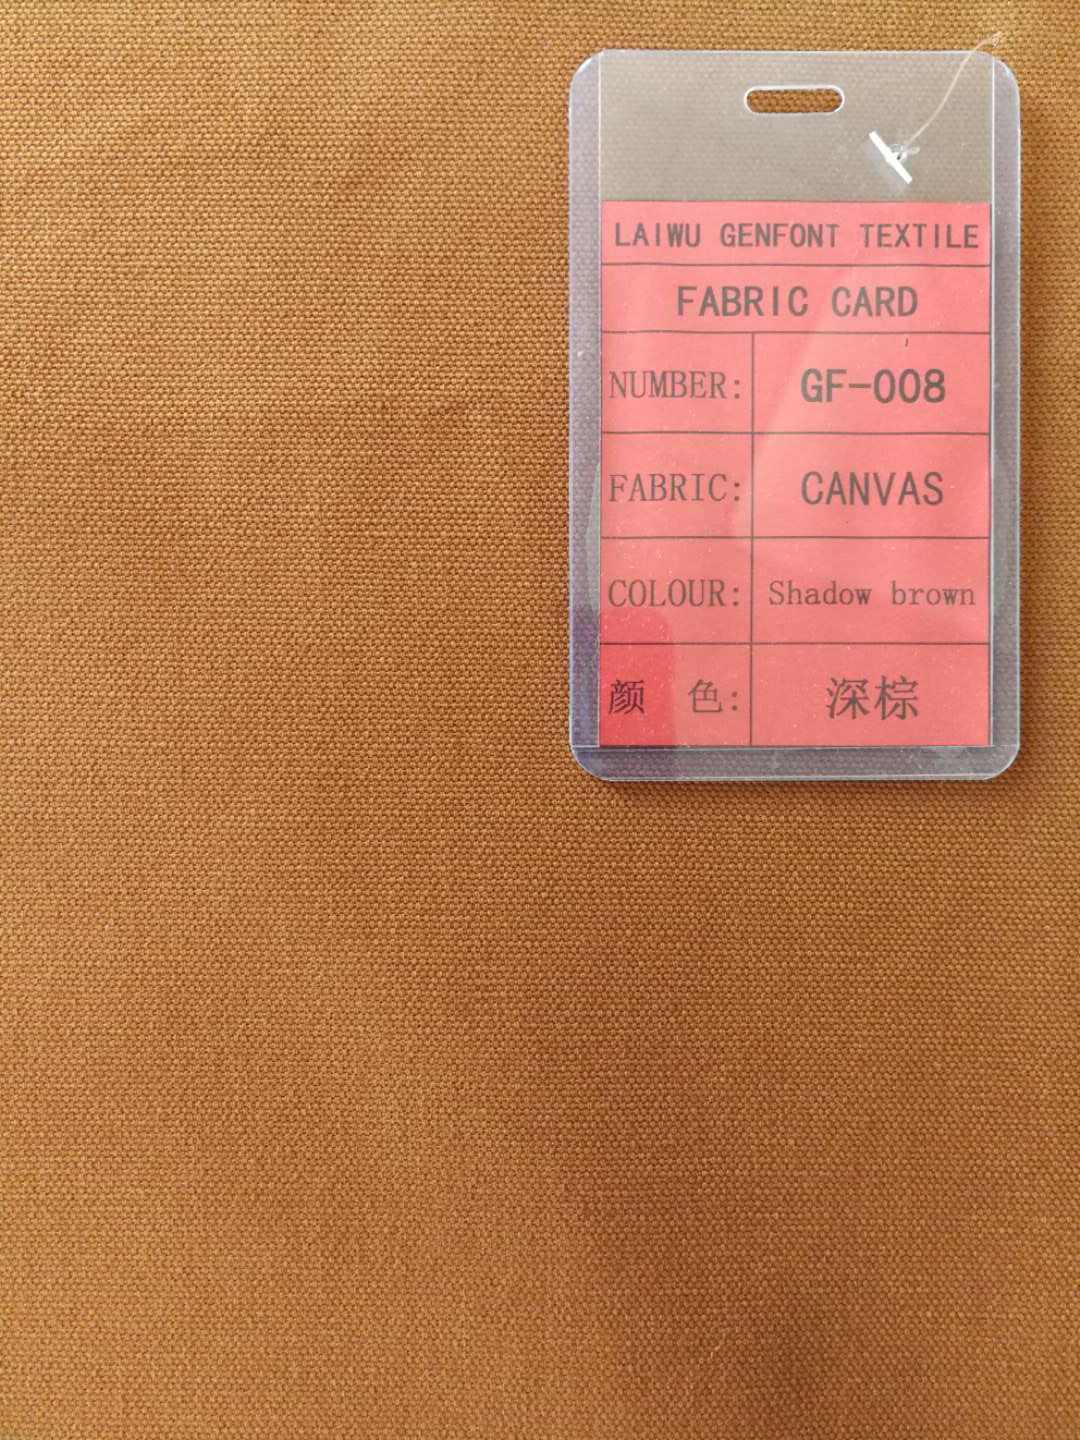 LAIWU GENFONT TEXTILE
FABRIC CARD
NUMBER: GF-008
FABRIC: CANVAS
COLOUR: Shadow brown
颜 色: 深棕